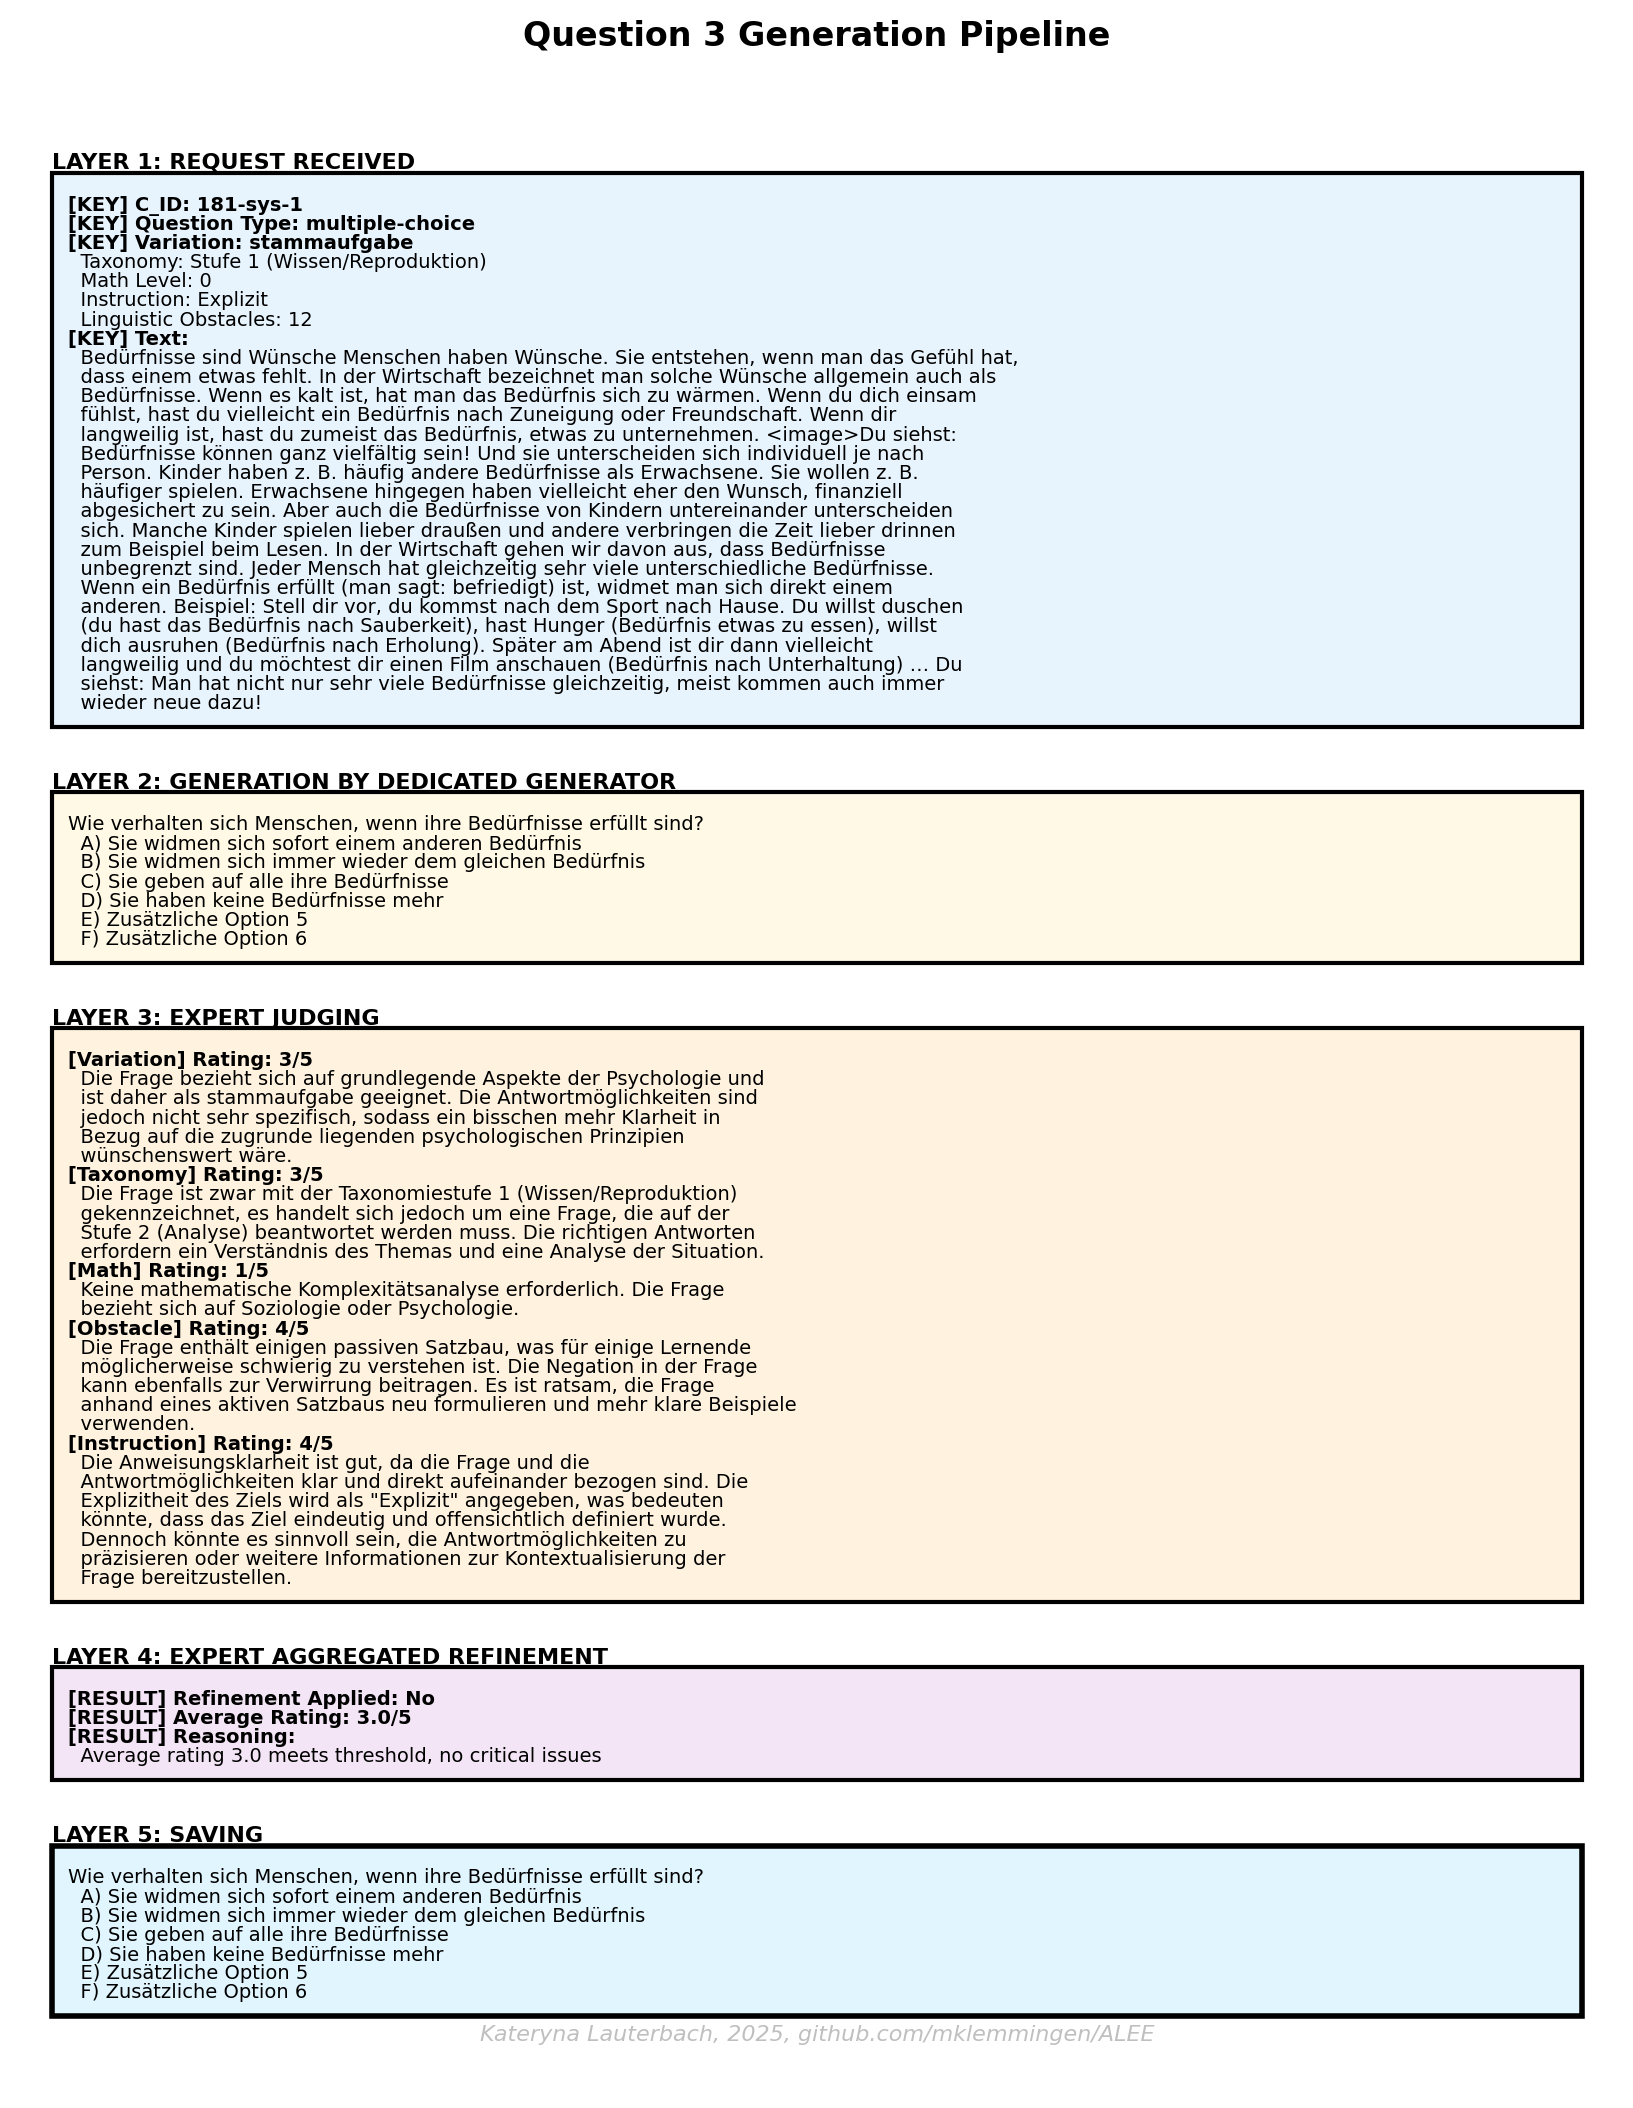 Question 3 Generation Pipeline
LAYER 1: REQUEST RECEIVED
[KEY] C_ID: 181-sys-1
[KEY] Question Type: multiple-choice
[KEY] Variation: stammaufgabe
Taxonomy: Stufe 1 (Wissen/Reproduktion)
Math Level: 0
Instruction: Explizit
Linguistic Obstacles: 12
[KEY] Text:
Bedürfnisse sind Wünsche Menschen haben Wünsche. Sie entstehen, wenn man das Gefühl hat,
dass einem etwas fehlt. In der Wirtschaft bezeichnet man solche Wünsche allgemein auch als
Bedürfnisse. Wenn es kalt ist, hat man das Bedürfnis sich zu wärmen. Wenn du dich einsam
fühlst, hast du vielleicht ein Bedürfnis nach Zuneigung oder Freundschaft. Wenn dir
langweilig ist, hast du zumeist das Bedürfnis, etwas zu unternehmen. <image>Du siehst:
Bedürfnisse können ganz vielfältig sein! Und sie unterscheiden sich individuell je nach
Person. Kinder haben z. B. häufig andere Bedürfnisse als Erwachsene. Sie wollen z. B.
häufiger spielen. Erwachsene hingegen haben vielleicht eher den Wunsch, finanziell
abgesichert zu sein. Aber auch die Bedürfnisse von Kindern untereinander unterscheiden
sich. Manche Kinder spielen lieber draußen und andere verbringen die Zeit lieber drinnen
zum Beispiel beim Lesen. In der Wirtschaft gehen wir davon aus, dass Bedürfnisse
unbegrenzt sind. Jeder Mensch hat gleichzeitig sehr viele unterschiedliche Bedürfnisse.
Wenn ein Bedürfnis erfüllt (man sagt: befriedigt) ist, widmet man sich direkt einem
anderen. Beispiel: Stell dir vor, du kommst nach dem Sport nach Hause. Du willst duschen
(du hast das Bedürfnis nach Sauberkeit), hast Hunger (Bedürfnis etwas zu essen), willst
dich ausruhen (Bedürfnis nach Erholung). Später am Abend ist dir dann vielleicht
langweilig und du möchtest dir einen Film anschauen (Bedürfnis nach Unterhaltung) … Du
siehst: Man hat nicht nur sehr viele Bedürfnisse gleichzeitig, meist kommen auch immer
wieder neue dazu!
LAYER 2: GENERATION BY DEDICATED GENERATOR
Wie verhalten sich Menschen, wenn ihre Bedürfnisse erfüllt sind?
A) Sie widmen sich sofort einem anderen Bedürfnis
B) Sie widmen sich immer wieder dem gleichen Bedürfnis
C) Sie geben auf alle ihre Bedürfnisse
D) Sie haben keine Bedürfnisse mehr
E) Zusätzliche Option 5
F) Zusätzliche Option 6
LAYER 3: EXPERT JUDGING
[Variation] Rating: 3/5
Die Frage bezieht sich auf grundlegende Aspekte der Psychologie und
ist daher als stammaufgabe geeignet. Die Antwortmöglichkeiten sind
jedoch nicht sehr spezifisch, sodass ein bisschen mehr Klarheit in
Bezug auf die zugrunde liegenden psychologischen Prinzipien
wünschenswert wäre.
[Taxonomy] Rating: 3/5
Die Frage ist zwar mit der Taxonomiestufe 1 (Wissen/Reproduktion)
gekennzeichnet, es handelt sich jedoch um eine Frage, die auf der
Stufe 2 (Analyse) beantwortet werden muss. Die richtigen Antworten
erfordern ein Verständnis des Themas und eine Analyse der Situation.
[Math] Rating: 1/5
Keine mathematische Komplexitätsanalyse erforderlich. Die Frage
bezieht sich auf Soziologie oder Psychologie.
[Obstacle] Rating: 4/5
Die Frage enthält einigen passiven Satzbau, was für einige Lernende
möglicherweise schwierig zu verstehen ist. Die Negation in der Frage
kann ebenfalls zur Verwirrung beitragen. Es ist ratsam, die Frage
anhand eines aktiven Satzbaus neu formulieren und mehr klare Beispiele
verwenden.
[Instruction] Rating: 4/5
Die Anweisungsklarheit ist gut, da die Frage und die
Antwortmöglichkeiten klar und direkt aufeinander bezogen sind. Die
Explizitheit des Ziels wird als "Explizit" angegeben, was bedeuten
könnte, dass das Ziel eindeutig und offensichtlich definiert wurde.
Dennoch könnte es sinnvoll sein, die Antwortmöglichkeiten zu
präzisieren oder weitere Informationen zur Kontextualisierung der
Frage bereitzustellen.
LAYER 4: EXPERT AGGREGATED REFINEMENT
[RESULT] Refinement Applied: No
[RESULT] Average Rating: 3.0/5
[RESULT] Reasoning:
Average rating 3.0 meets threshold, no critical issues
LAYER 5: SAVING
Wie verhalten sich Menschen, wenn ihre Bedürfnisse erfüllt sind?
A) Sie widmen sich sofort einem anderen Bedürfnis
B) Sie widmen sich immer wieder dem gleichen Bedürfnis
C) Sie geben auf alle ihre Bedürfnisse
D) Sie haben keine Bedürfnisse mehr
E) Zusätzliche Option 5
F) Zusätzliche Option 6
Kateryna Lauterbach, 2025, github.com/mklemmingen/ALEE